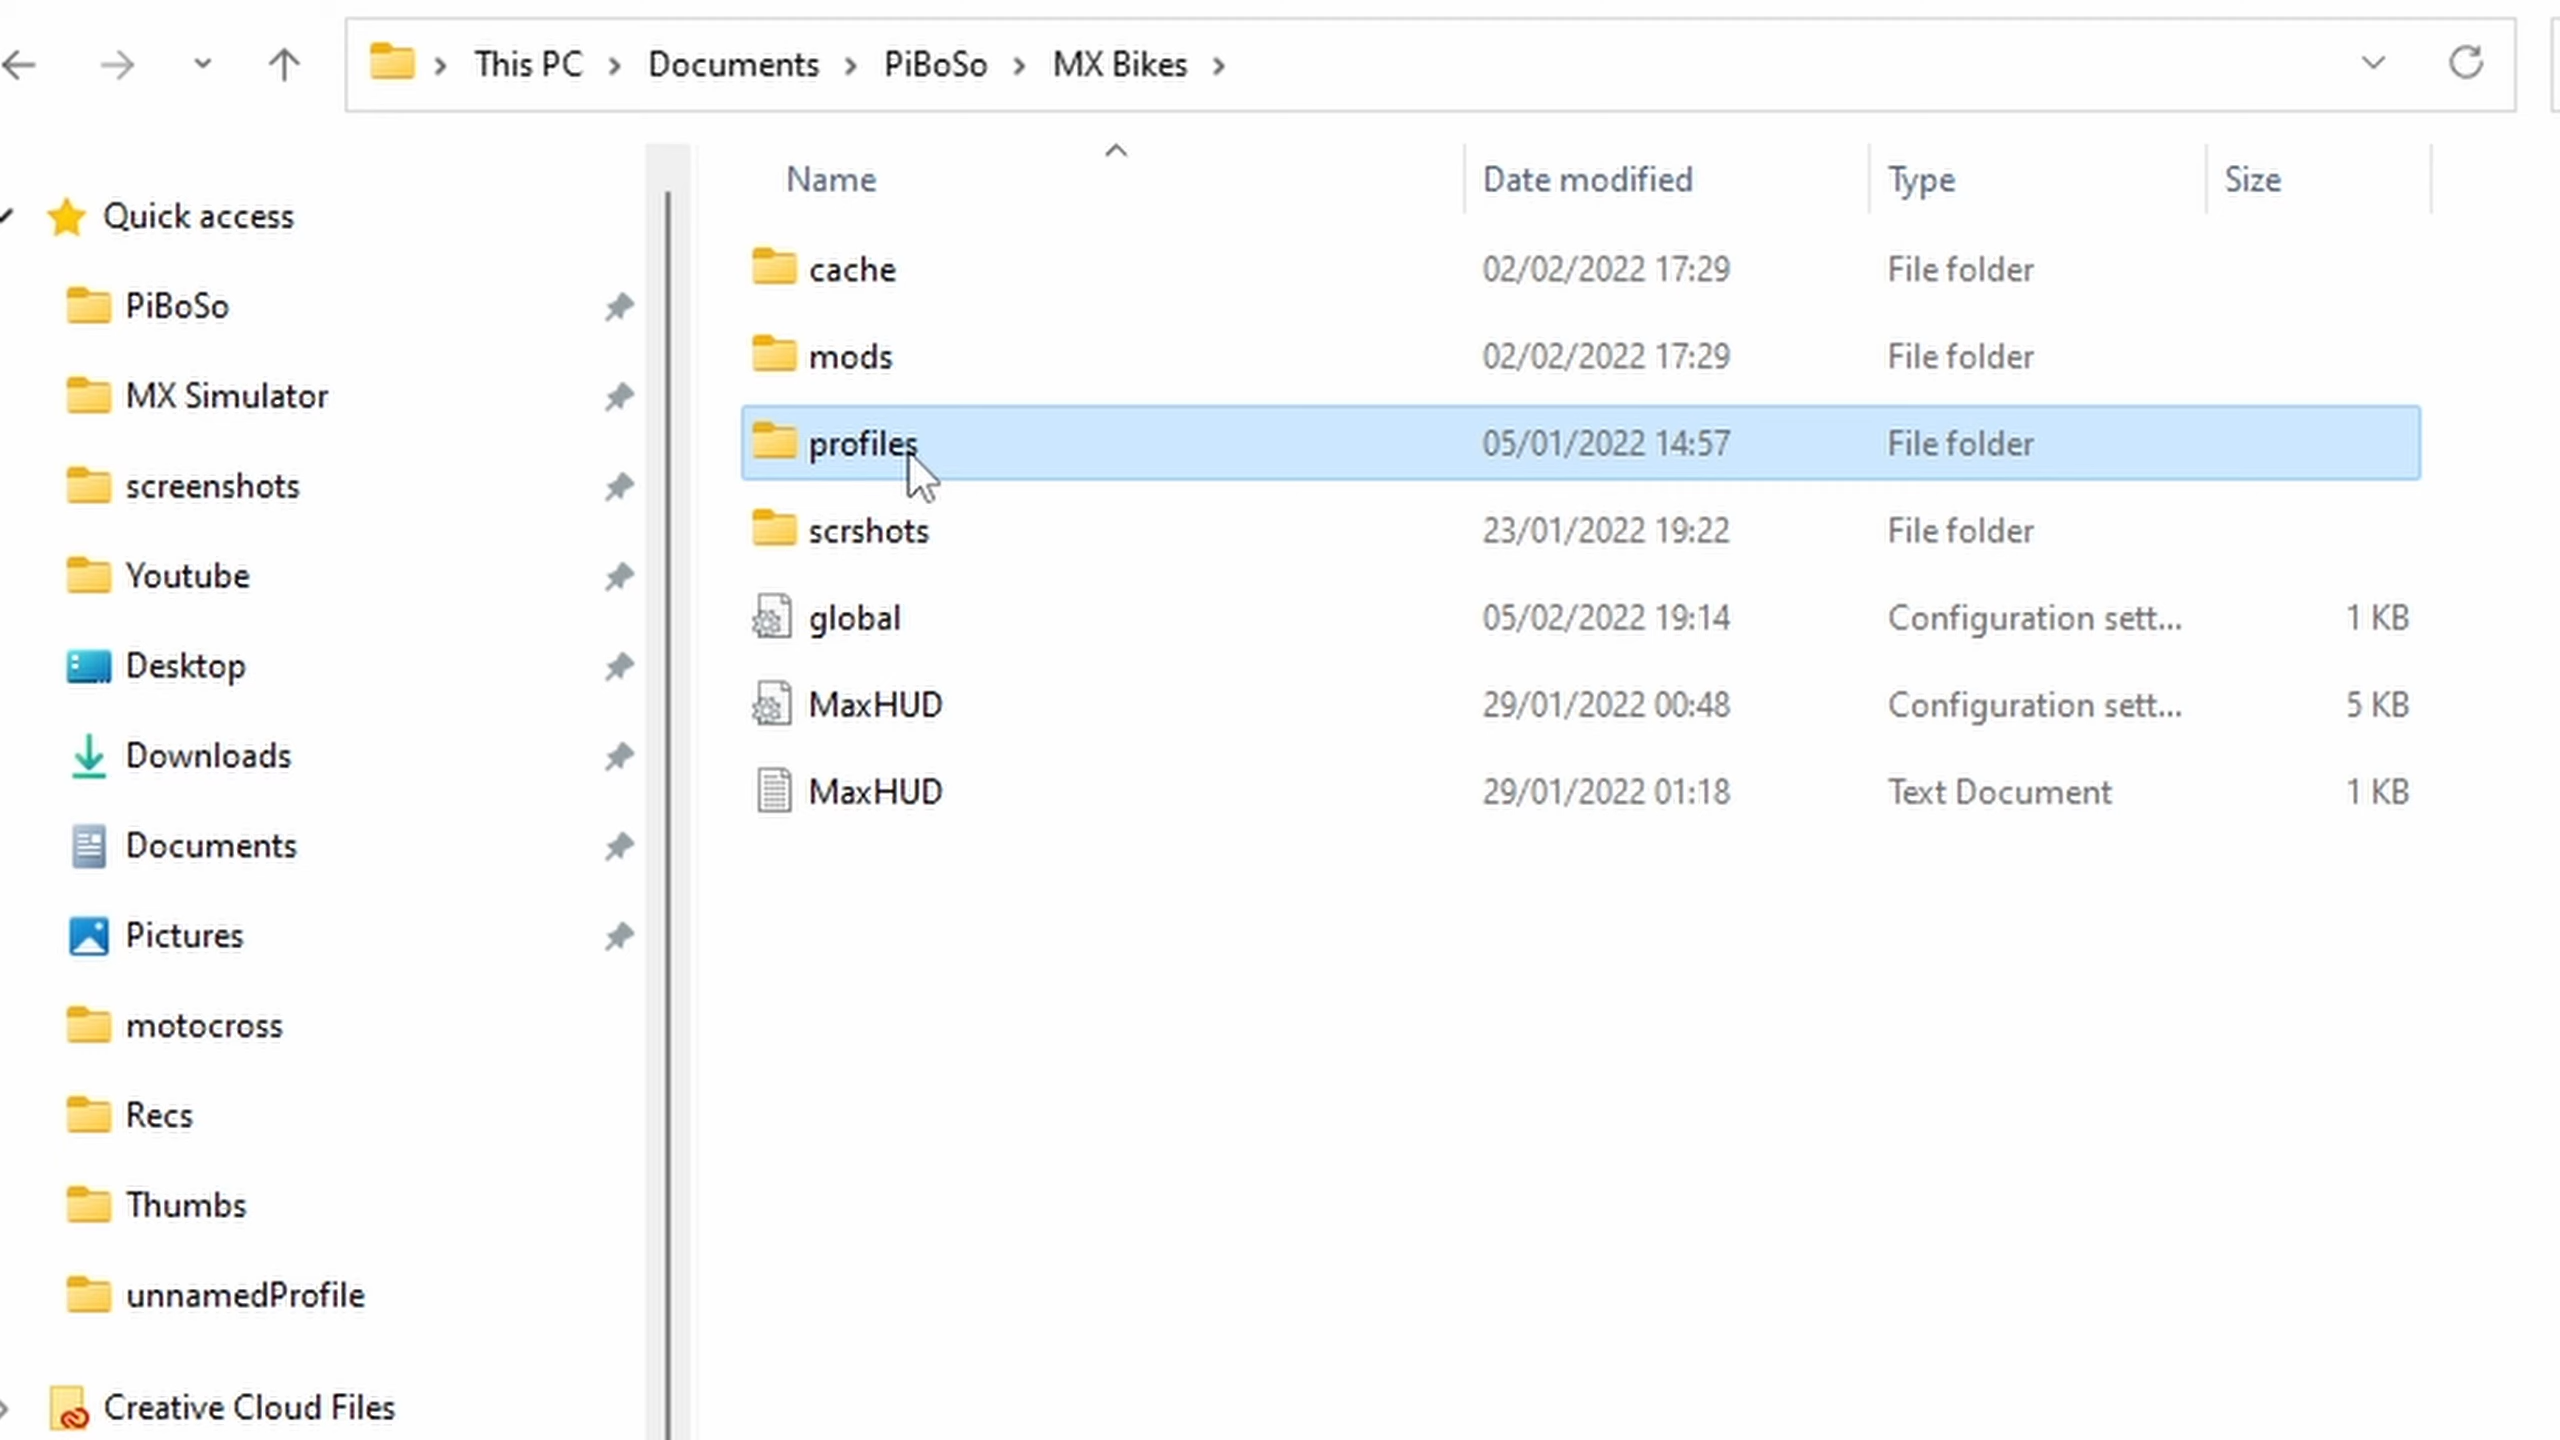 This PC > Documents > PiBoSo > MX Bikes >
Name Date modified Type Size
Quick access
PiBoSo
MX Simulator
screenshots
Youtube
Desktop
Downloads
Documents
Pictures
motocross
Recs
Thumbs
unnamedProfile
Creative Cloud Files
cache 02/02/2022 17:29 File folder
mods 02/02/2022 17:29 File folder
profiles 05/01/2022 14:57 File folder
scrshots 23/01/2022 19:22 File folder
global 05/02/2022 19:14 Configuration sett... 1 KB
MaxHUD 29/01/2022 00:48 Configuration sett... 5 KB
MaxHUD 29/01/2022 01:18 Text Document 1 KB